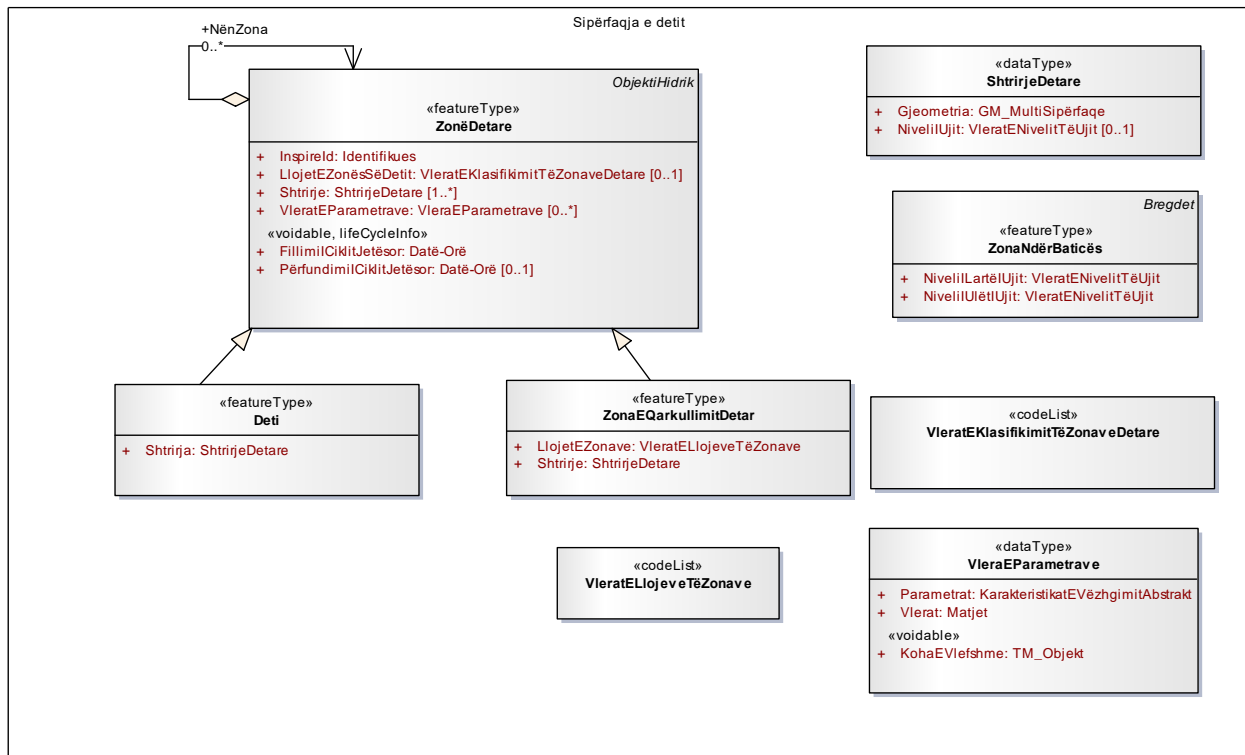 Sipërfaqja e detit
+NënZona
0..*
ObjektiHidrik
«featureType»
ZonëDetare
+ InspireId: Identifikues
+ LlojetEZonësSëDetit: VleratEKlasifikimitTëZonaveDetare [0..1]
+ Shtrirje: ShtrirjeDetare [1..*]
+ VleratEParametrave: VleraEParametrave [0..*]
«voidable, lifeCycleInfo»
+ FillimiICiklitJetësor: Datë-Orë
+ PërfundimiICiklitJetësor: Datë-Orë [0..1]
«dataType»
ShtrirjeDetare
+ Gjeometria: GM_MultiSipërfaqe
+ NiveliIUjit: VleratENivelitTëUjit [0..1]
Bregdet
«featureType»
ZonaNdërBaticës
+ NiveliILartëIUjit: VleratENivelitTëUjit
+ NiveliIUlëtIUjit: VleratENivelitTëUjit
«featureType»
Deti
+ Shtrirja: ShtrirjeDetare
«featureType»
ZonaEQarkullimitDetar
+ LlojetEZonave: VleratELlojeveTëZonave
+ Shtrirje: ShtrirjeDetare
«codeList»
VleratEKlasifikimitTëZonaveDetare
«codeList»
VleratELlojeveTëZonave
«dataType»
VleraEParametrave
+ Parametrat: KarakteristikatEVëzhgimitAbstrakt
+ Vlerat: Matjet
«voidable»
+ KohaEVlefshme: TM_Objekt